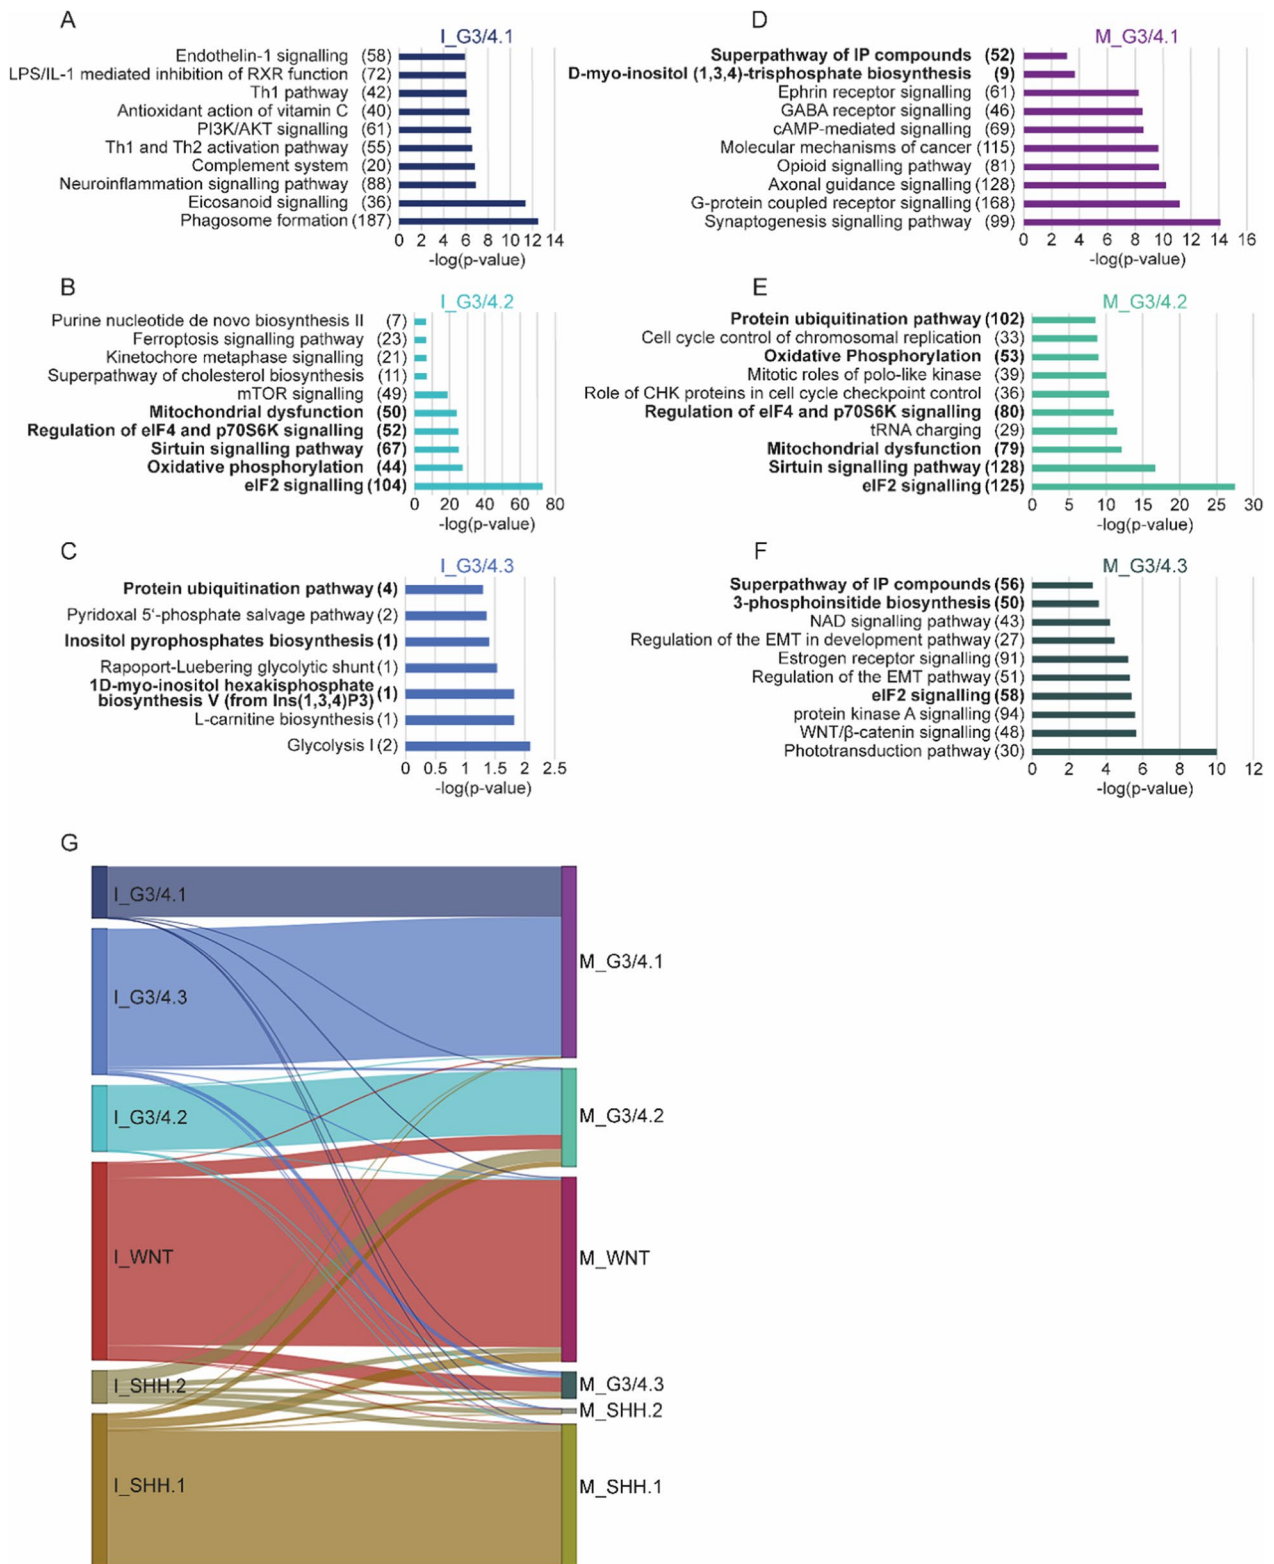 A
I_G3/4.1
Endothelin-1 signalling (58)
LPS/IL-1 mediated inhibition of RXR function (72)
Th1 pathway (42)
Antioxidant action of vitamin C (40)
PI3K/AKT signalling (61)
Th1 and Th2 activation pathway (55)
Complement system (20)
Neuroinflammation signalling pathway (88)
Eicosanoid signalling (36)
Phagosome formation (187)
0 2 4 6 8 10 12 14
-log(p-value)
D
M_G3/4.1
Superpathway of IP compounds (52)
D-myo-inositol (1,3,4)-trisphosphate biosynthesis (9)
Ephrin receptor signalling (61)
GABA receptor signalling (46)
cAMP-mediated signalling (69)
Molecular mechanisms of cancer (115)
Opioid signalling pathway (81)
Axonal guidance signalling (128)
G-protein coupled receptor signalling (168)
Synaptogenesis signalling pathway (99)
0 2 4 6 8 10 12 14 16
-log(p-value)
B
I_G3/4.2
Purine nucleotide de novo biosynthesis II (7)
Ferroptosis signalling pathway (23)
Kinetochore metaphase signalling (21)
Superpathway of cholesterol biosynthesis (11)
mTOR signalling (49)
Mitochondrial dysfunction (50)
Regulation of eIF4 and p70S6K signalling (52)
Sirtuin signalling pathway (67)
Oxidative phosphorylation (44)
eIF2 signalling (104)
0 20 40 60 80
-log(p-value)
E
M_G3/4.2
Protein ubiquitination pathway (102)
Cell cycle control of chromosomal replication (33)
Oxidative Phosphorylation (53)
Mitotic roles of polo-like kinase (39)
Role of CHK proteins in cell cycle checkpoint control (36)
Regulation of eIF4 and p70S6K signalling (80)
tRNA charging (29)
Mitochondrial dysfunction (79)
Sirtuin signalling pathway (128)
eIF2 signalling (125)
0 5 10 15 20 25 30
-log(p-value)
C
I_G3/4.3
Protein ubiquitination pathway (4)
Pyridoxal 5'-phosphate salvage pathway (2)
Inositol pyrophosphates biosynthesis (1)
Rapoport-Luebering glycolytic shunt (1)
1D-myo-inositol hexakisphosphate
biosynthesis V (from Ins(1,3,4)P3) (1)
L-carnitine biosynthesis (1)
Glycolysis I (2)
0 0.5 1 1.5 2 2.5
-log(p-value)
F
M_G3/4.3
Superpathway of IP compounds (56)
3-phosphoinsitide biosynthesis (50)
NAD signalling pathway (43)
Regulation of the EMT in development pathway (27)
Estrogen receptor signalling (91)
Regulation of the EMT pathway (51)
eIF2 signalling (58)
protein kinase A signalling (94)
WNT/β-catenin signalling (48)
Phototransduction pathway (30)
0 2 4 6 8 10 12
-log(p-value)
G
I_G3/4.1
M_G3/4.1
I_G3/4.3
I_G3/4.2
M_G3/4.2
I_WNT
M_WNT
I_SHH.2
M_G3/4.3
M_SHH.2
I_SHH.1
M_SHH.1